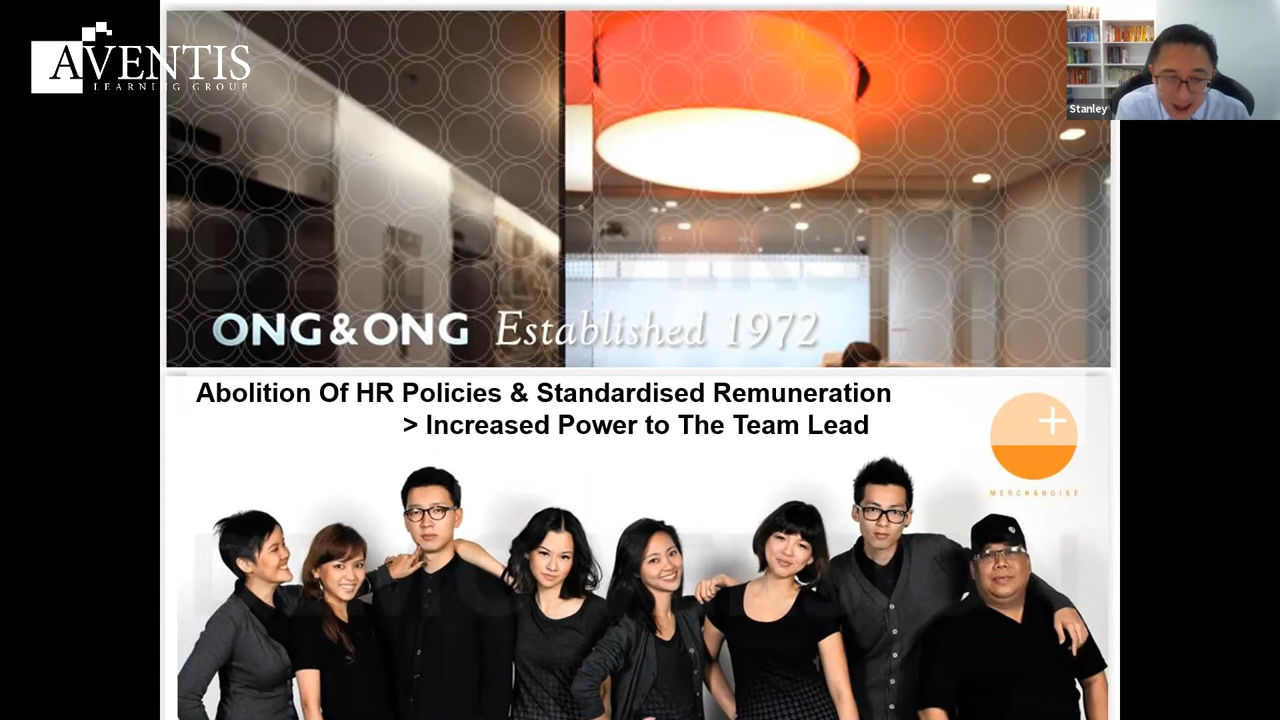 AVENTIS
LEARNING GROUP
Stanley
ONG&ONG Established 1972
Abolition Of HR Policies & Standardised Remuneration
> Increased Power to The Team Lead
+
MERCHANDISE